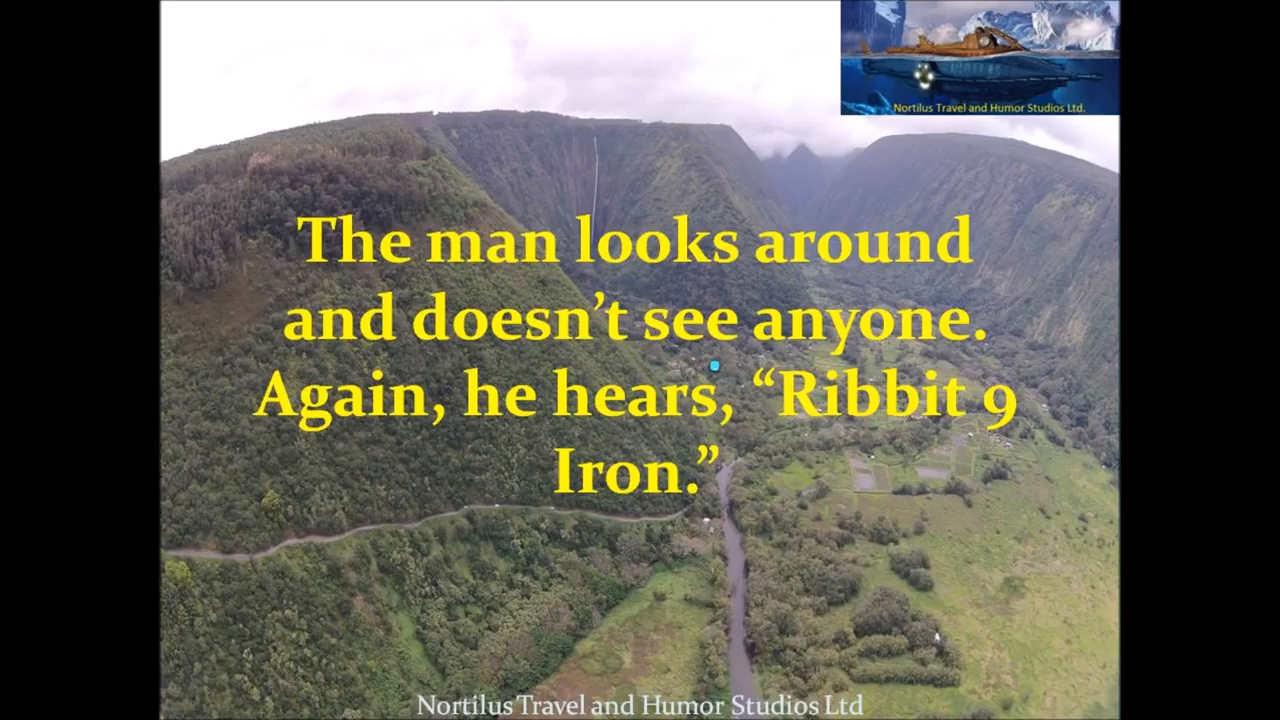 Nortilus Travel and Humor Studios Ltd.
The man looks around
and doesn’t see anyone.
Again, he hears, “Ribbit 9
Iron.”
Nortilus Travel and Humor Studios Ltd